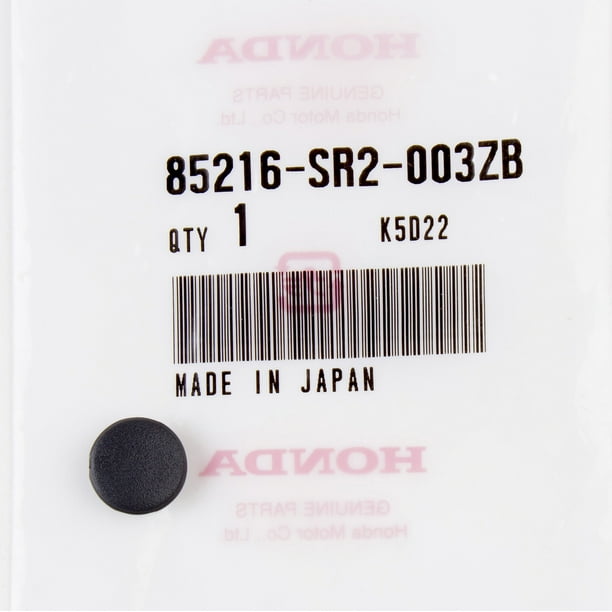 HONDA
GENUINE PARTS
Honda Motor Co., Ltd.
85216-SR2-003ZB
QTY 1 K5D22
MADE IN JAPAN
HONDA
GENUINE PARTS
Honda Motor Co., Ltd.